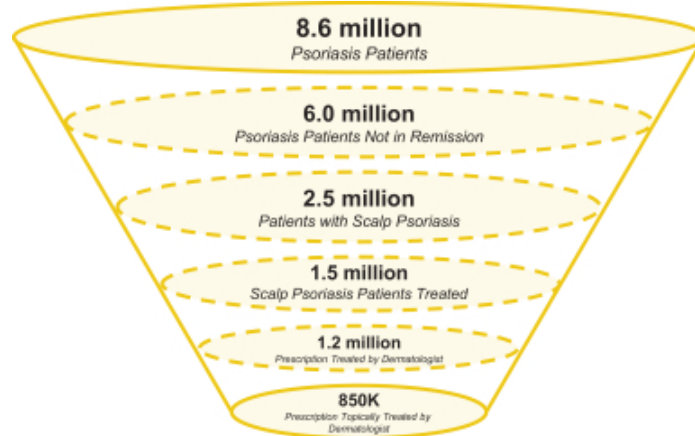 8.6 million
Psoriasis Patients
6.0 million
Psoriasis Patients Not in Remission
2.5 million
Patients with Scalp Psoriasis
1.5 million
Scalp Psoriasis Patients Treated
1.2 million
Prescription Treated by Dermatologist
850K
Prescription Topically Treated by
Dermatologist